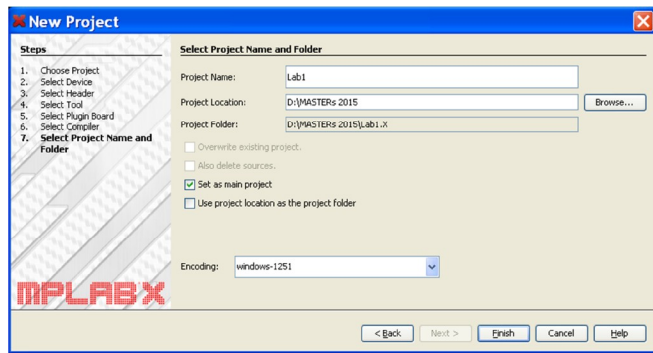 New Project
Steps
1. Choose Project
2. Select Device
3. Select Header
4. Select Tool
5. Select Plugin Board
6. Select Compiler
7. Select Project Name and
Folder
Select Project Name and Folder
Project Name: Lab1
Project Location: D:\MASTERs 2015 Browse...
Project Folder: D:\MASTERs 2015\Lab1.X
Overwrite existing project.
Also delete sources.
Set as main project
Use project location as the project folder
Encoding: windows-1251
MPLAB X
< Back Next > Finish Cancel Help